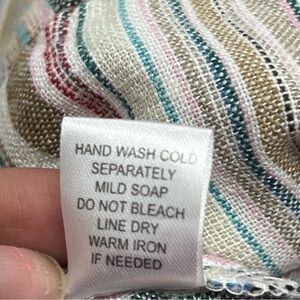 HAND WASH COLD
SEPARATELY
MILD SOAP
DO NOT BLEACH
LINE DRY
WARM IRON
IF NEEDED